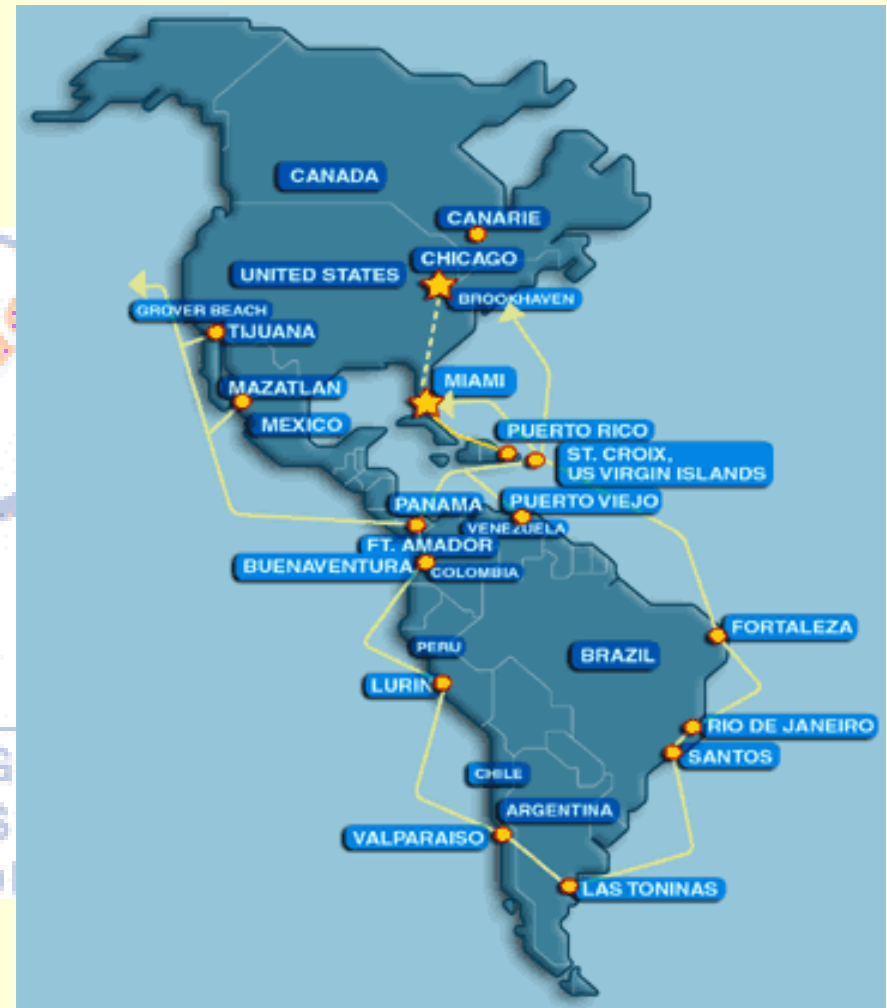 CANADA
CANARIE
CHICAGO
UNITED STATES
BROOKHAVEN
GROVER BEACH
TIJUANA
MIAMI
MAZATLAN
MEXICO
PUERTO RICO
ST. CROIX,
US VIRGIN ISLANDS
PANAMA
PUERTO VIEJO
VENEZUELA
FT. AMADOR
BUENAVENTURA
COLOMBIA
FORTALEZA
PERU
BRAZIL
LURIN
RIO DE JANEIRO
SANTOS
CHILE
ARGENTINA
VALPARAISO
LAS TONINAS